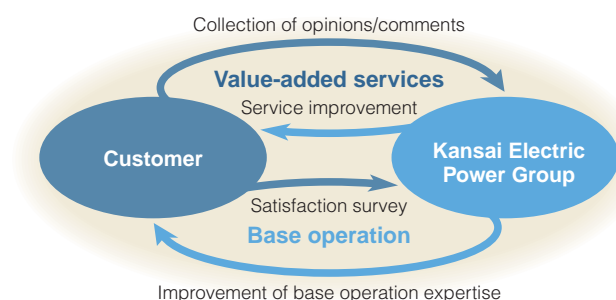 Collection of opinions/comments
Value-added services
Service improvement
Customer
Kansai Electric
Power Group
Satisfaction survey
Base operation
Improvement of base operation expertise